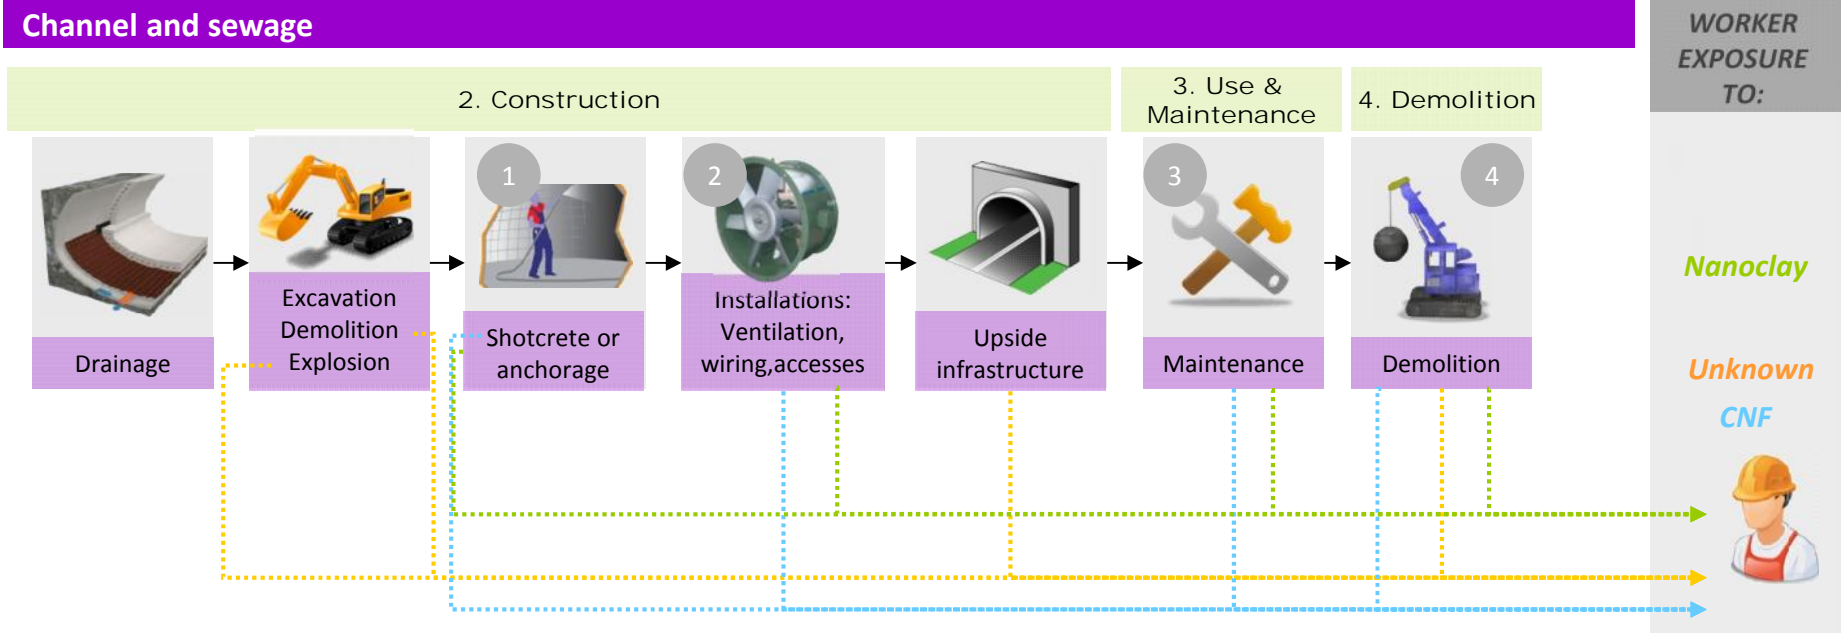 Channel and sewage
WORKER
EXPOSURE
TO:
2. Construction
3. Use &
Maintenance
4. Demolition
1
2
3
4
Drainage
Excavation
Demolition
Explosion
Shotcrete or
anchorage
Installations:
Ventilation,
wiring,accesses
Upside
infrastructure
Maintenance
Demolition
Nanoclay
Unknown
CNF